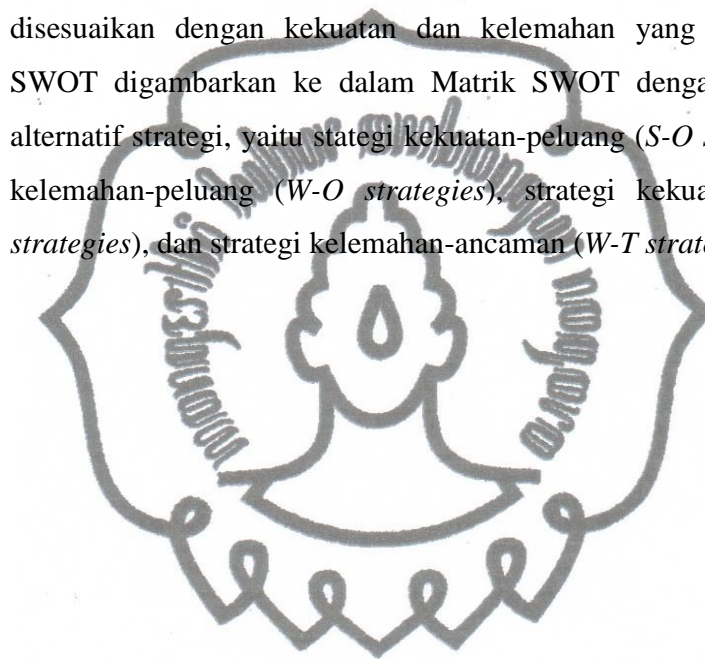 disesuaikan dengan kekuatan dan kelemahan yang
SWOT digambarkan ke dalam Matrik SWOT denga
alternatif strategi, yaitu stategi kekuatan-peluang (S-O s
kelemahan-peluang (W-O strategies), strategi kekua
strategies), dan strategi kelemahan-ancaman (W-T strate